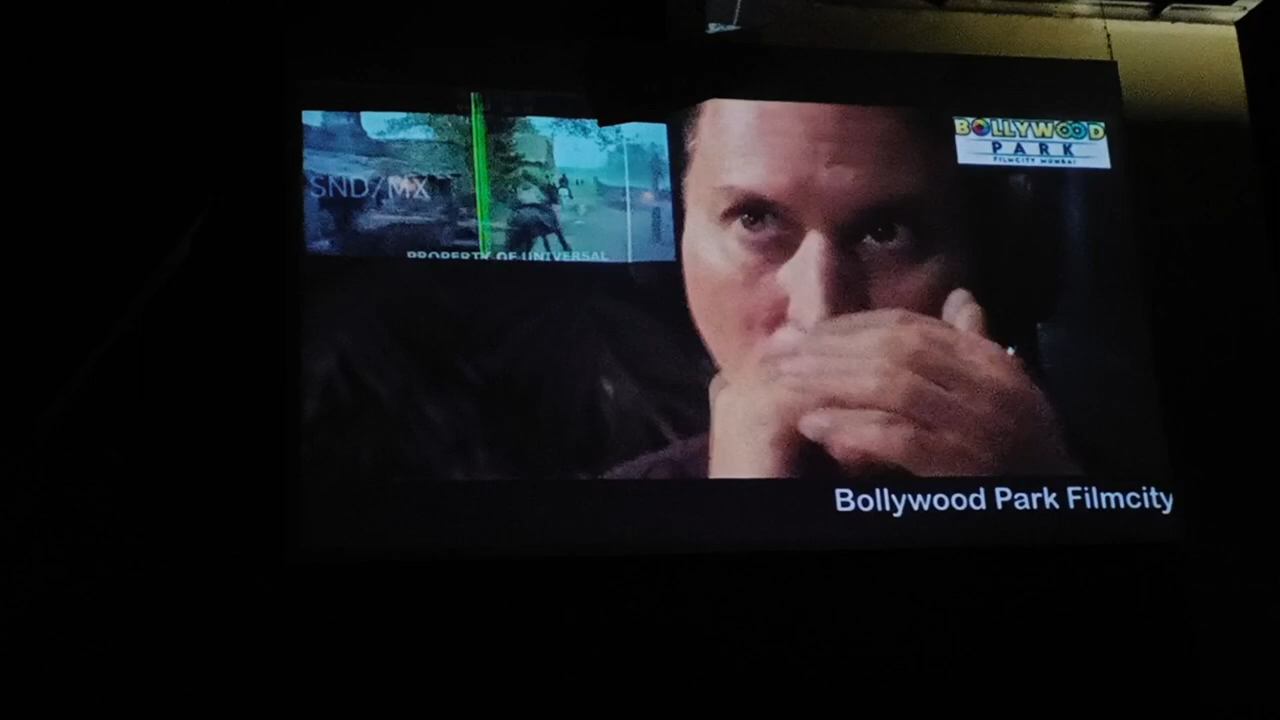 SND/MX
PROPERTY OF UNIVERSAL
BOLLYWOOD
PARK
FILMCITY MUMBAI
Bollywood Park Filmcity